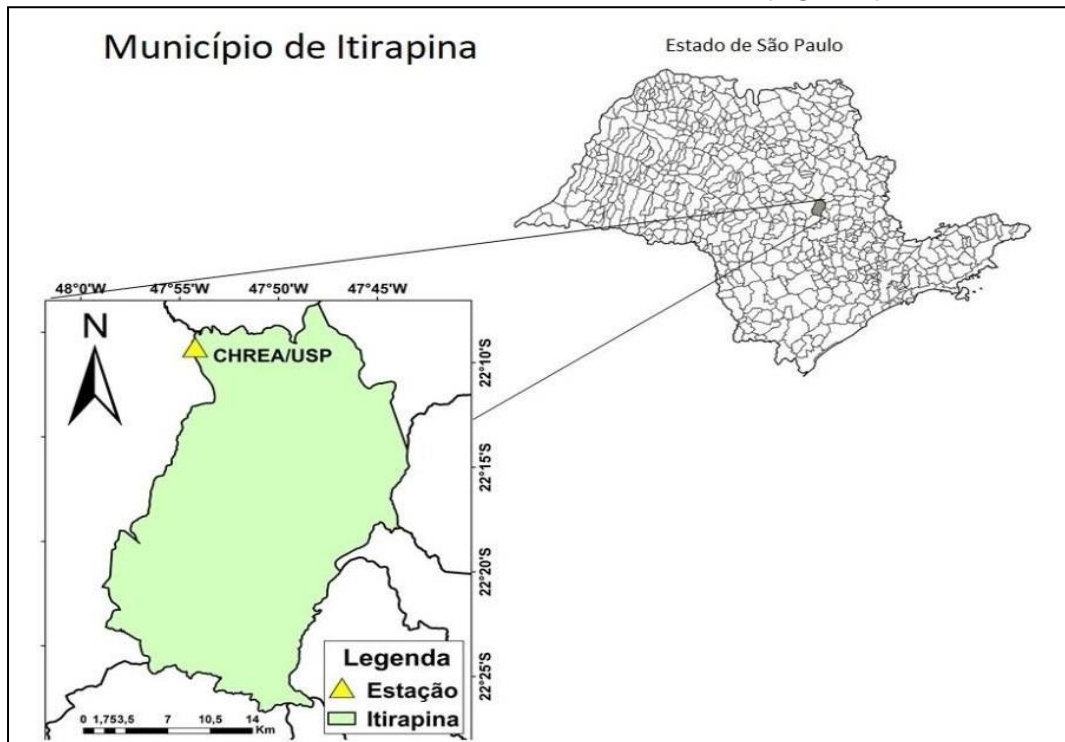 Município de Itirapina
Estado de São Paulo
48°0'W 47°55'W 47°50'W 47°45'W
N
CHREA/USP
22°10'S
22°15'S
22°20'S
22°25'S
Legenda
Estação
Itirapina
0 1,753,5 7 10,5 14
Km